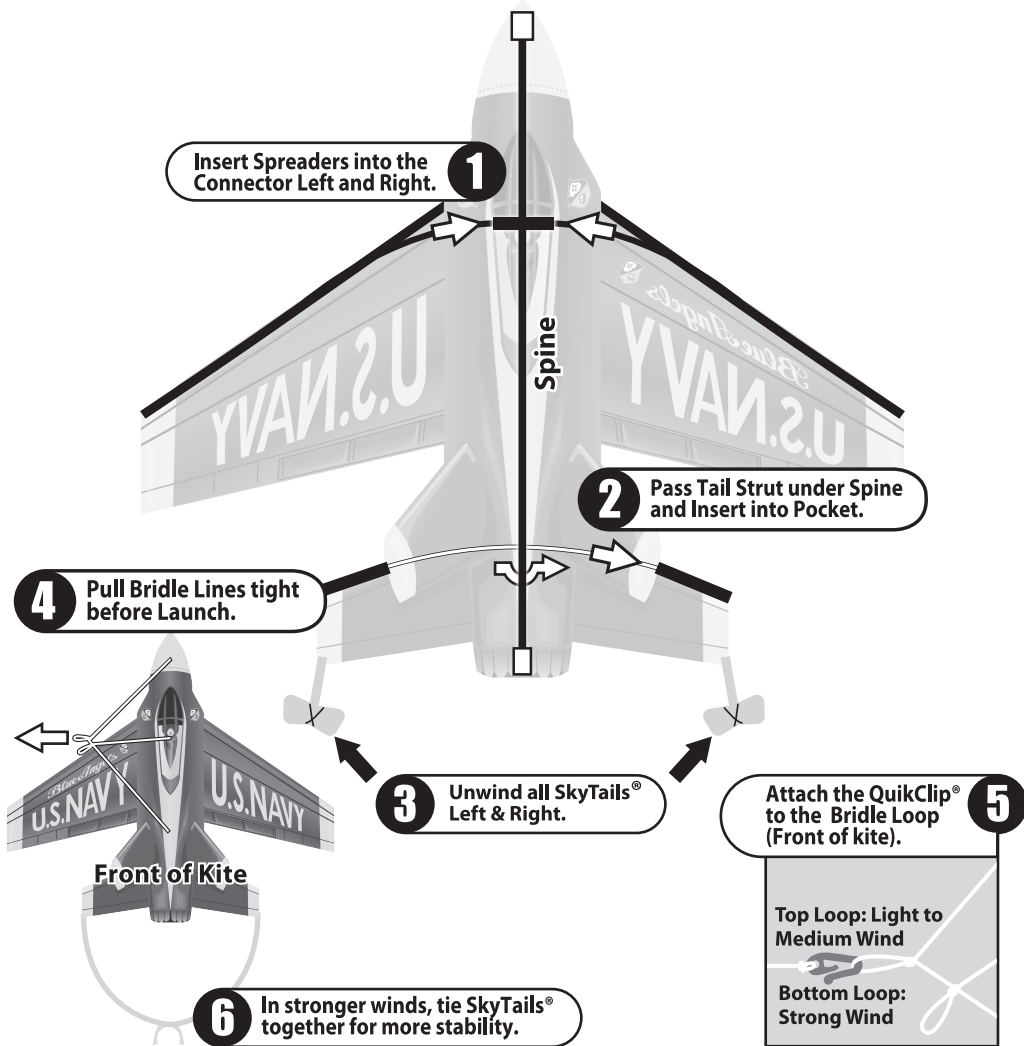 1
Insert Spreaders into the
Connector Left and Right.
Spine
Blue Angels
U.S.NAVY
U.S.NAVY
2
Pass Tail Strut under Spine
and Insert into Pocket.
4
Pull Bridle Lines tight
before Launch.
Blue Angels
U.S.NAVY
U.S.NAVY
Front of Kite
3
Unwind all SkyTails®
Left & Right.
5
Attach the QuikClip®
to the Bridle Loop
(Front of kite).
Top Loop: Light to
Medium Wind
Bottom Loop:
Strong Wind
6
In stronger winds, tie SkyTails®
together for more stability.